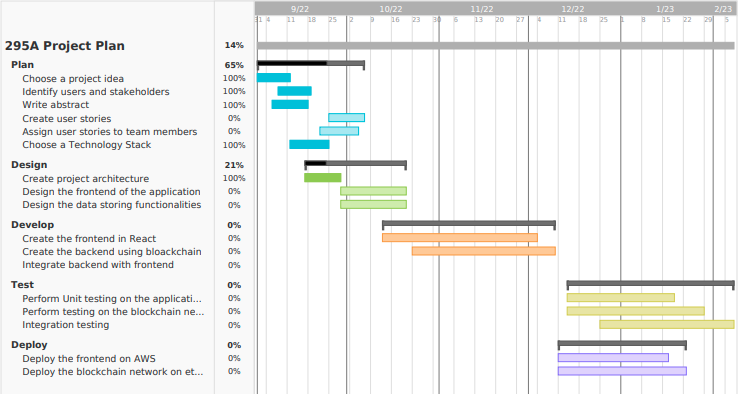 9/22 10/22 11/22 12/22 1/23 2/23
31 4 11 18 25 2 9 16 23 30 6 13 20 27 4 11 18 25 1 8 15 22 29 5
295A Project Plan 14%
Plan 65%
Choose a project idea 100%
Identify users and stakeholders 100%
Write abstract 100%
Create user stories 0%
Assign user stories to team members 0%
Choose a Technology Stack 100%
Design 21%
Create project architecture 100%
Design the frontend of the application 0%
Design the data storing functionalities 0%
Develop 0%
Create the frontend in React 0%
Create the backend using bloackchain 0%
Integrate backend with frontend 0%
Test 0%
Perform Unit testing on the applicati... 0%
Perform testing on the blockchain ne... 0%
Integration testing 0%
Deploy 0%
Deploy the frontend on AWS 0%
Deploy the blockchain network on et... 0%